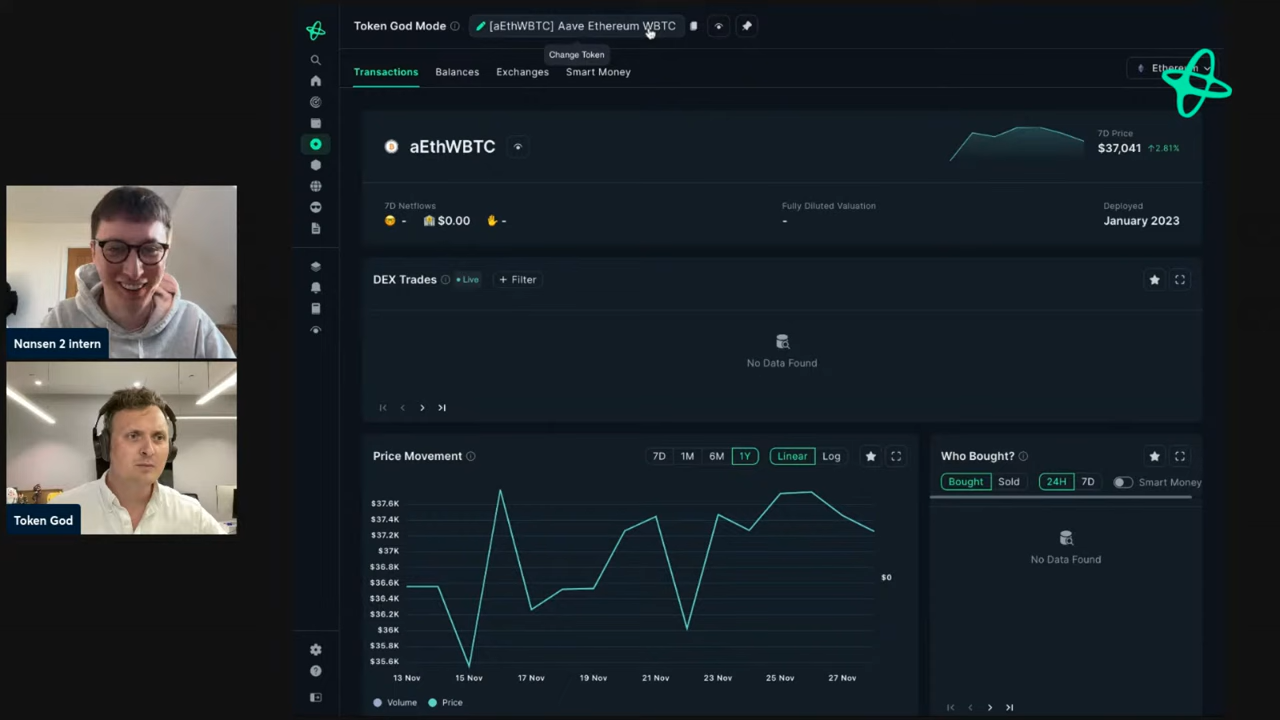 Token God Mode
[aEthWBTC] Aave Ethereum WBTC
Change Token
Transactions
Balances
Exchanges
Smart Money
aEthWBTC
7D Price
$37,041
↑2.81%
7D Netflows
-
$0.00
-
Fully Diluted Valuation
-
Deployed
January 2023
DEX Trades
• Live
+ Filter
No Data Found
Nansen 2 Intern
Token God
Price Movement
7D
1M
6M
1Y
Linear
Log
$37.6K
$37.4K
$37.2K
$37K
$36.8K
$36.6K
$36.4K
$36.2K
$36K
$35.8K
$35.6K
$0
13 Nov
15 Nov
17 Nov
19 Nov
21 Nov
23 Nov
25 Nov
27 Nov
Volume
Price
Who Bought?
Bought
Sold
24H
7D
Smart Money
No Data Found